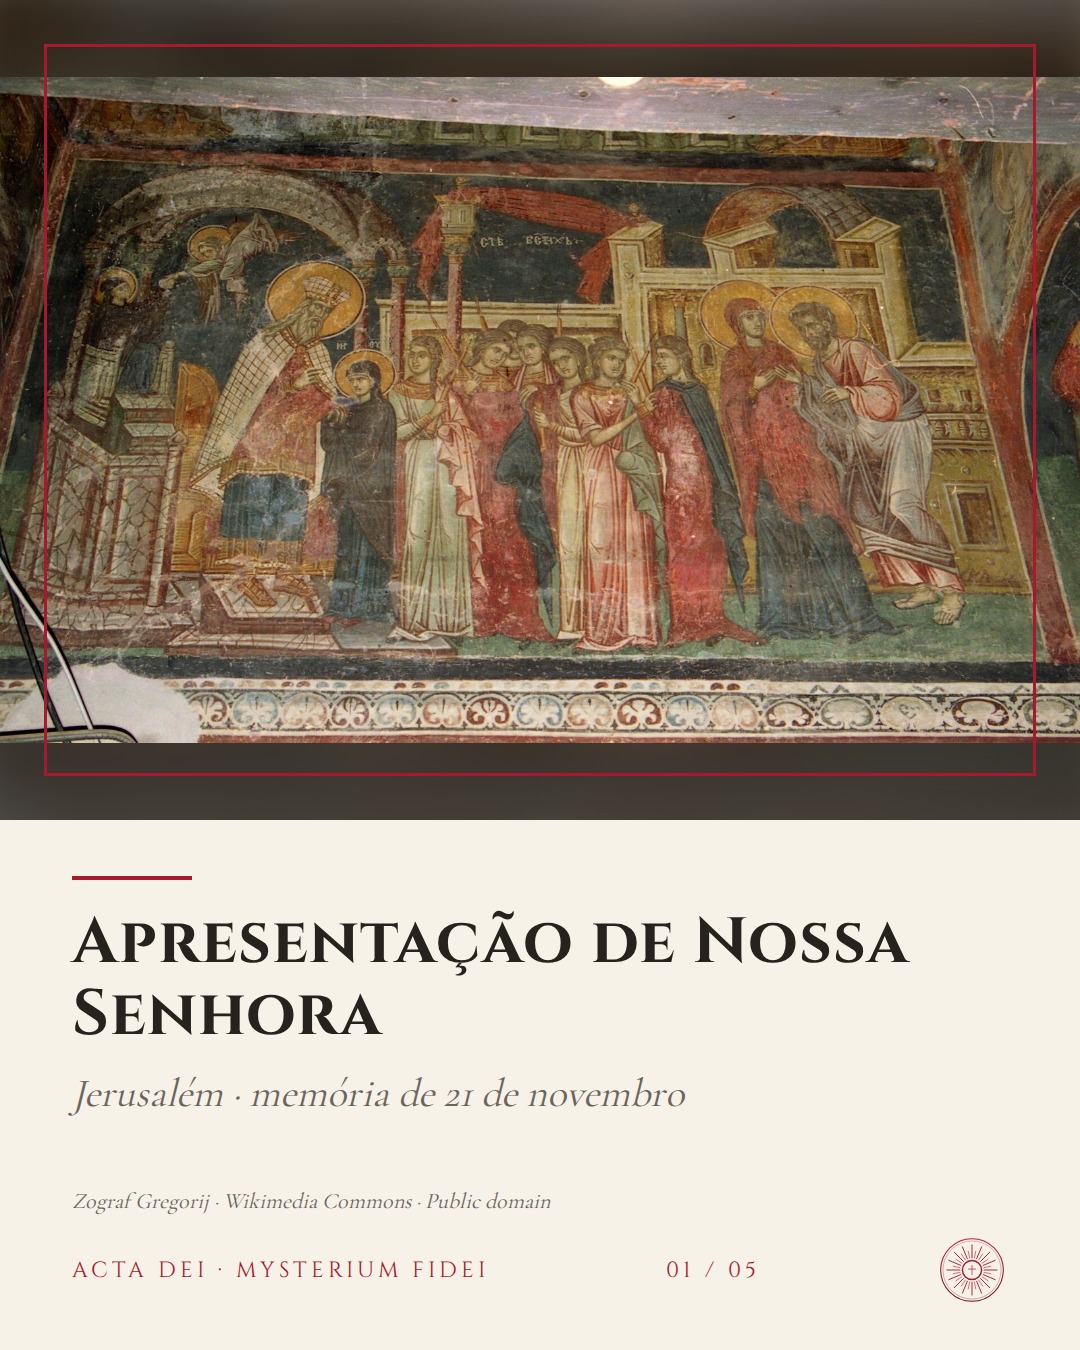 Apresentação de Nossa
Senhora
Jerusalém · memória de 21 de novembro
Zograf Gregorij · Wikimedia Commons · Public domain
ACTA DEI · MYSTERIUM FIDEI
01 / 05